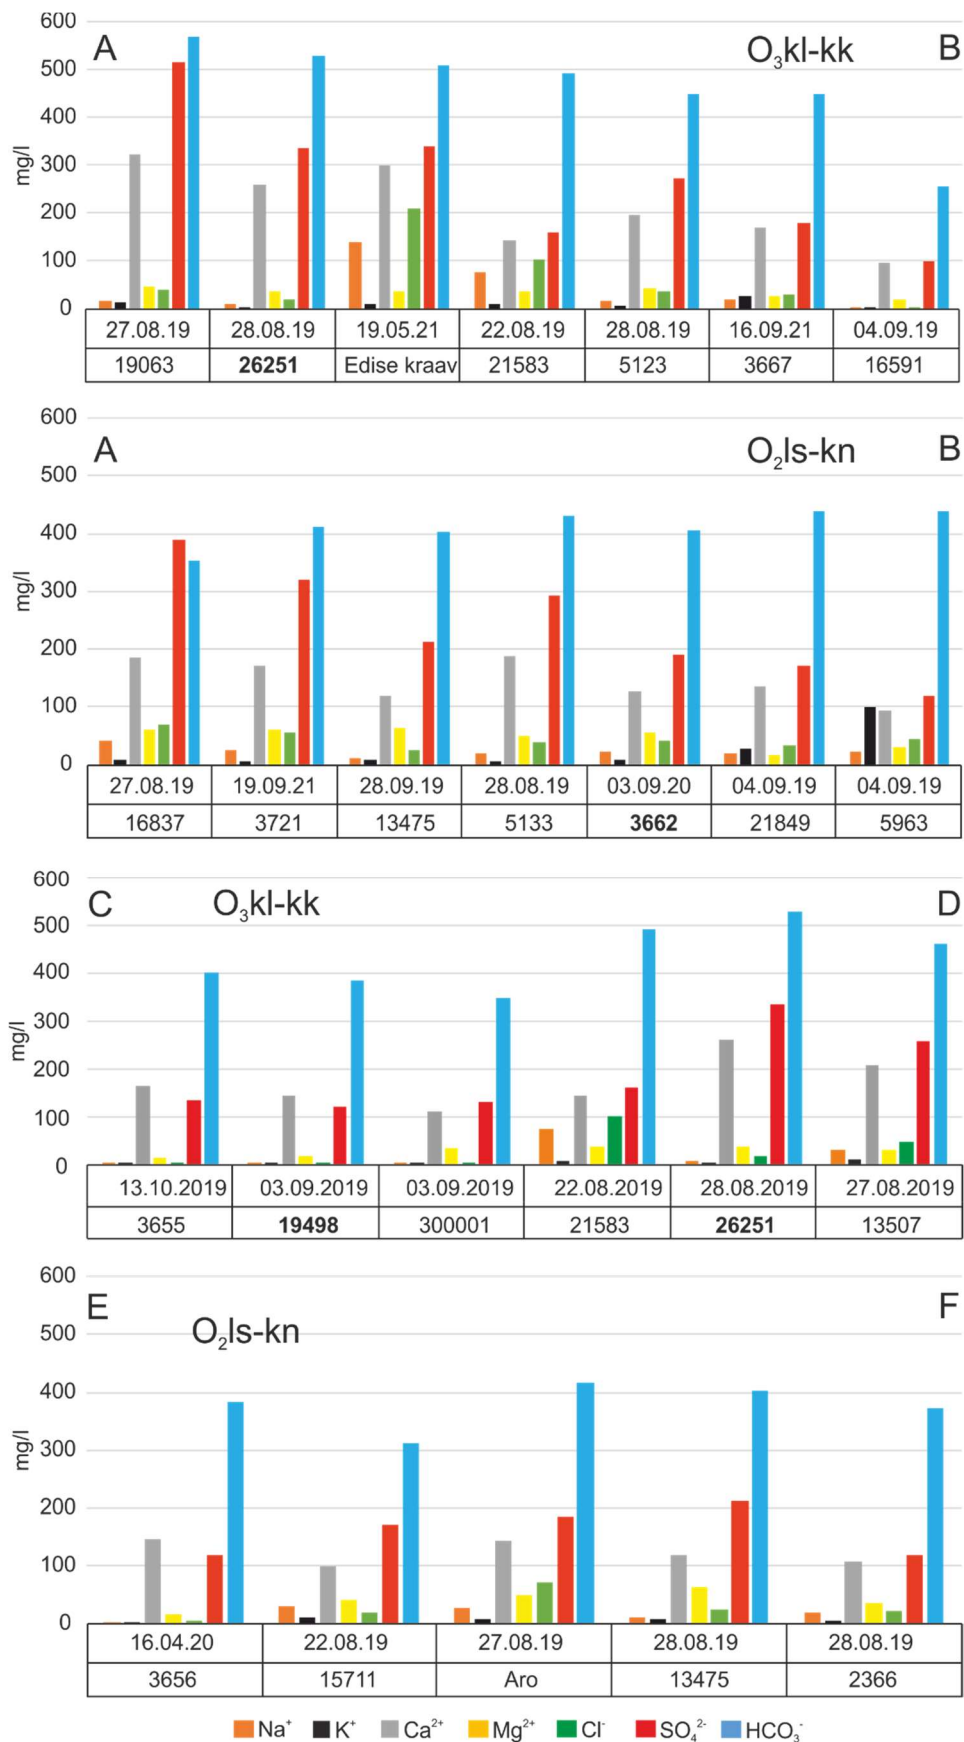 600
A O₃kl-kk B
500
400
mg/l
300
200
100
0
27.08.19 28.08.19 19.05.21 22.08.19 28.08.19 16.09.21 04.09.19
19063 26251 Edise kraav 21583 5123 3667 16591
600
A O₂ls-kn B
500
400
mg/l
300
200
100
0
27.08.19 19.09.21 28.09.19 28.08.19 03.09.20 04.09.19 04.09.19
16837 3721 13475 5133 3662 21849 5963
600
C O₃kl-kk D
500
400
300
mg/l
200
100
0
13.10.2019 03.09.2019 03.09.2019 22.08.2019 28.08.2019 27.08.2019
3655 19498 300001 21583 26251 13507
600
E F
500
O₂ls-kn
400
300
mg/l
200
100
0
16.04.20 22.08.19 27.08.19 28.08.19 28.08.19
3656 15711 Aro 13475 2366
Na⁺ K⁺ Ca²⁺ Mg²⁺ Cl⁻ SO₄²⁻ HCO₃⁻